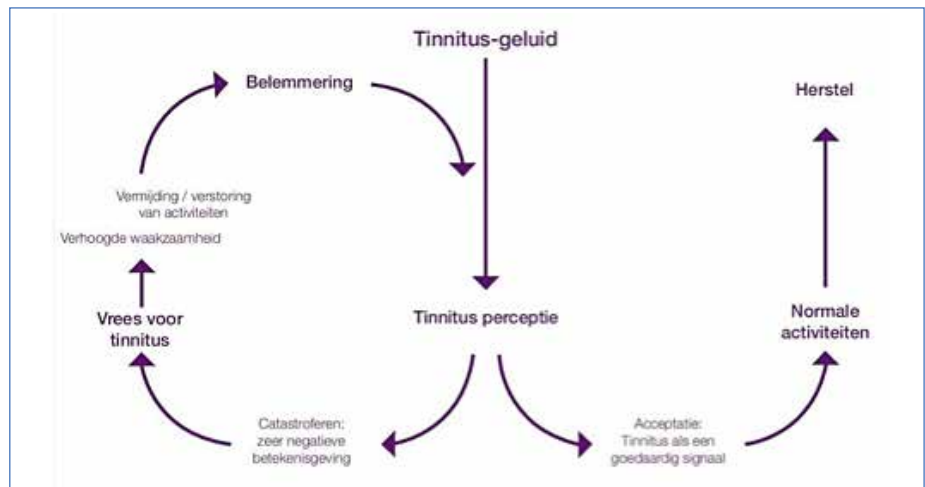 Tinnitus-geluid
Belemmering
Herstel
Vermijding / verstoring
van activiteiten
Verhoogde waakzaamheid
Vrees voor
tinnitus
Tinnitus perceptie
Normale
activiteiten
Catastroferen:
zeer negatieve
betekenisgeving
Acceptatie:
Tinnitus als een
goedaardig signaal